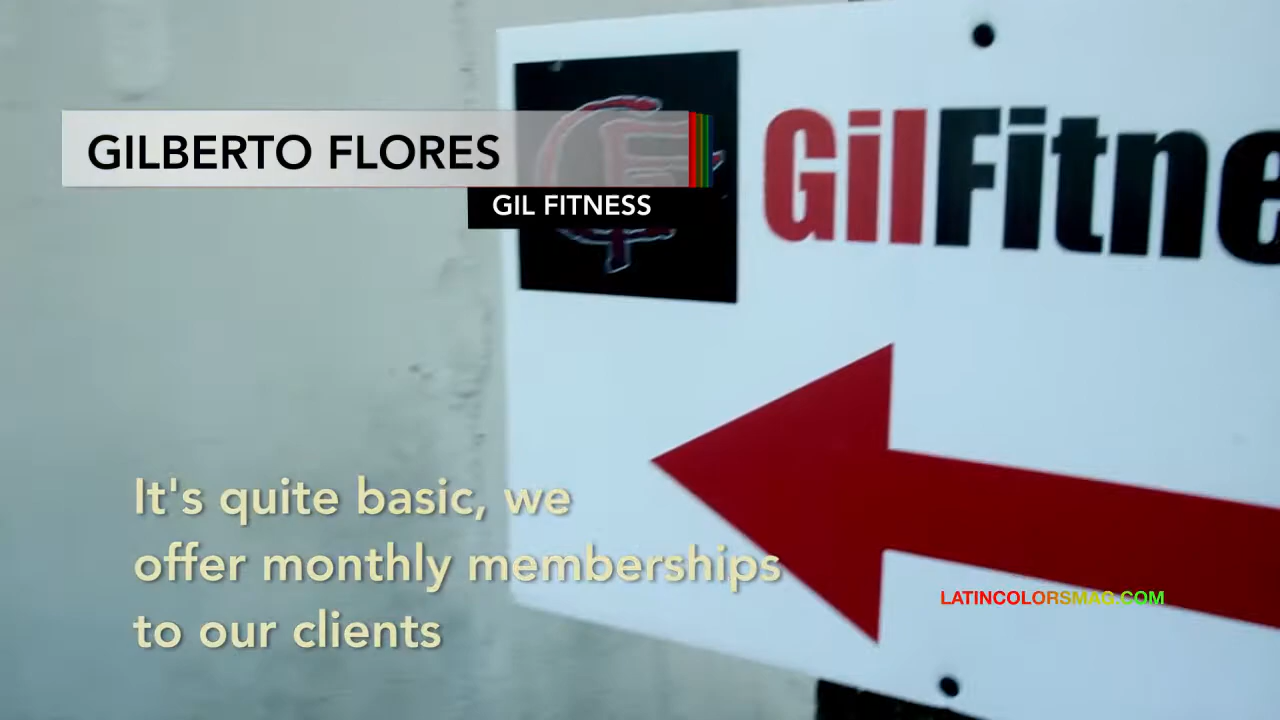 GILBERTO FLORES
GIL FITNESS
GilFitne
It's quite basic, we
offer monthly memberships
to our clients
LATINCOLORSMAG.COM